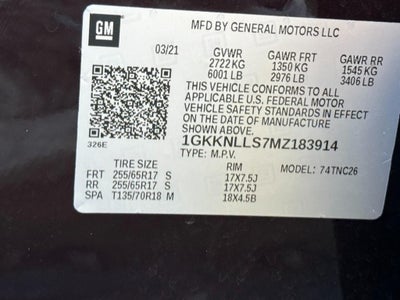 GM
MFD BY GENERAL MOTORS LLC
03/21 GVWR GAWR FRT GAWR RR
2722 KG 1350 KG 1545 KG
6001 LB 2976 LB 3406 LB
THIS VEHICLE CONFORMS TO ALL
APPLICABLE U.S. FEDERAL MOTOR
VEHICLE SAFETY STANDARDS IN EFFECT
ON THE DATE OF MANUFACTURE
SHOWN ABOVE.
326E 1GKKNLLS7MZ183914
TYPE: M.P.V. MODEL: 74TNC26
TIRE SIZE RIM
FRT 255/65R17 S 17X7.5J
RR 255/65R17 S 17X7.5J
SPA T135/70R18 M 18X4.5B